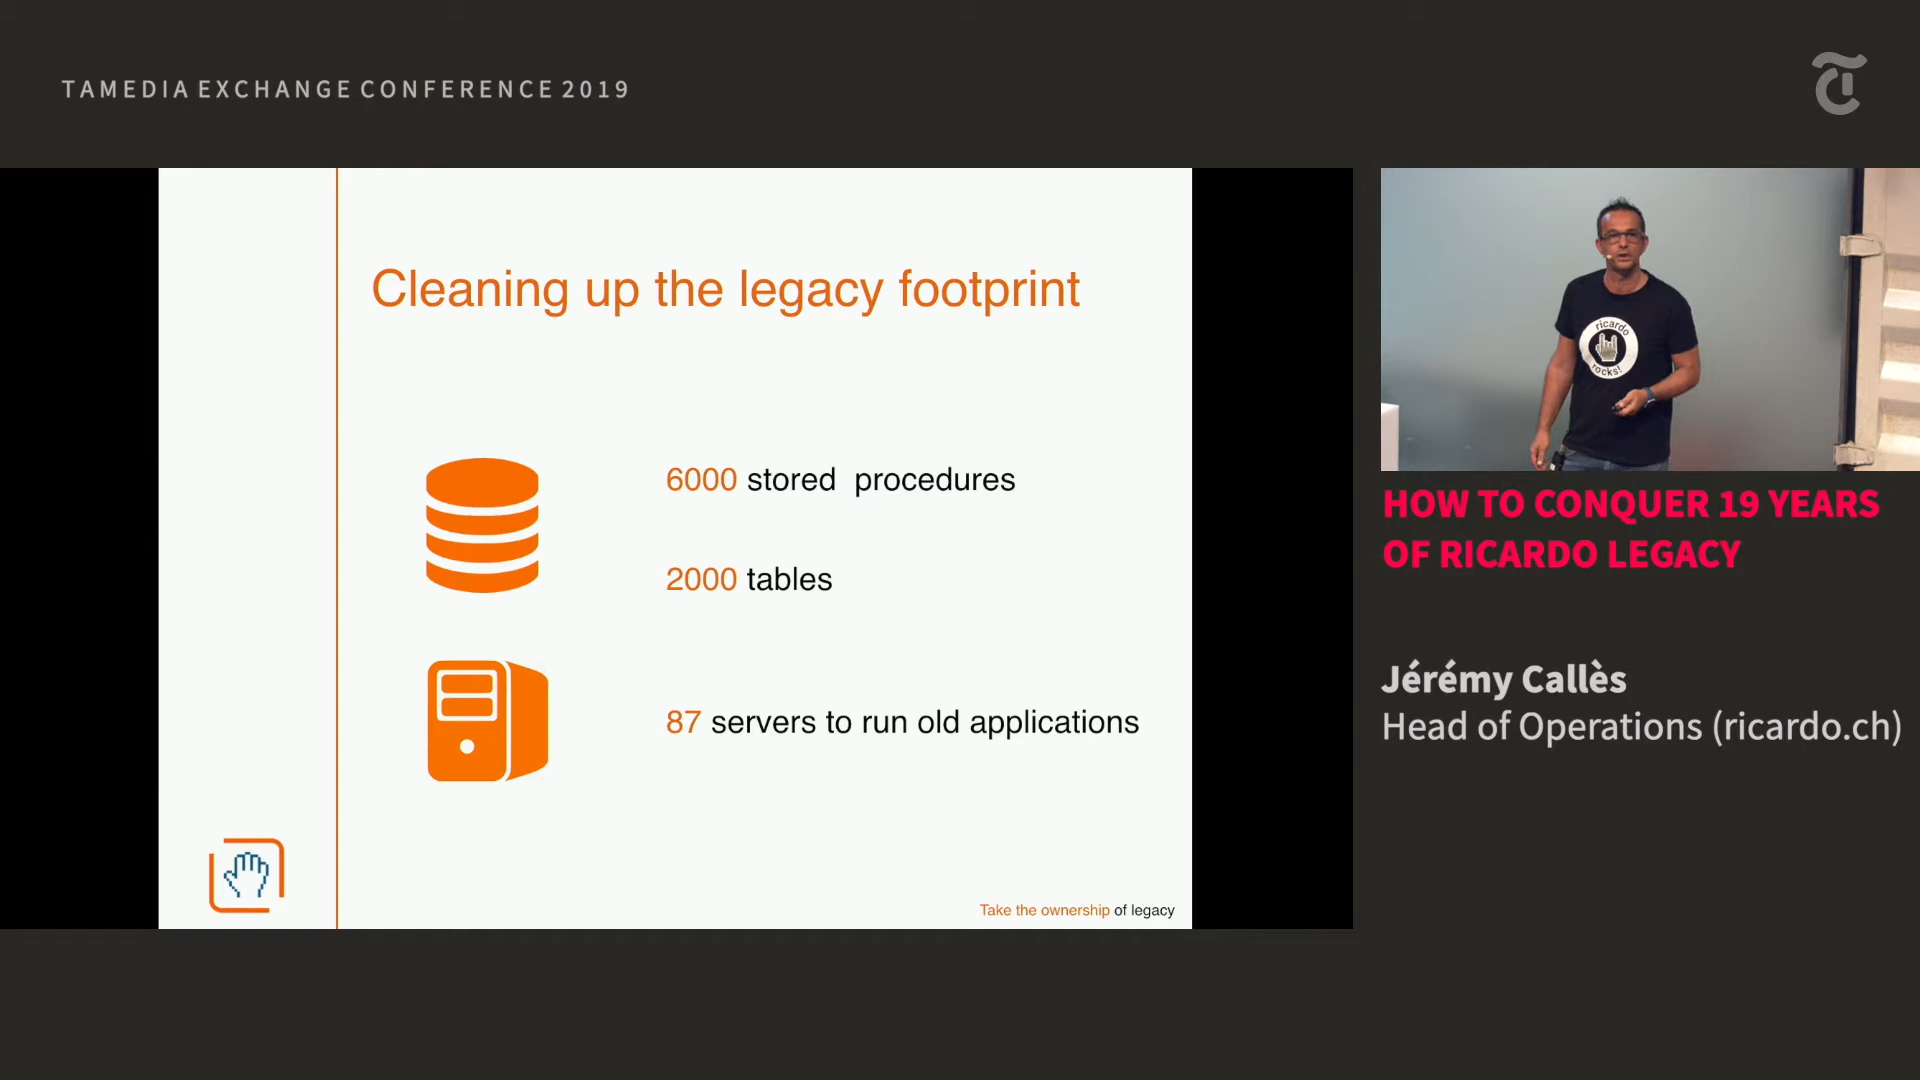 TAMEDIA EXCHANGE CONFERENCE 2019
Cleaning up the legacy footprint
6000 stored procedures
2000 tables
87 servers to run old applications
Take the ownership of legacy
ricardo
rocks!
HOW TO CONQUER 19 YEARS
OF RICARDO LEGACY
Jérémy Callès
Head of Operations (ricardo.ch)